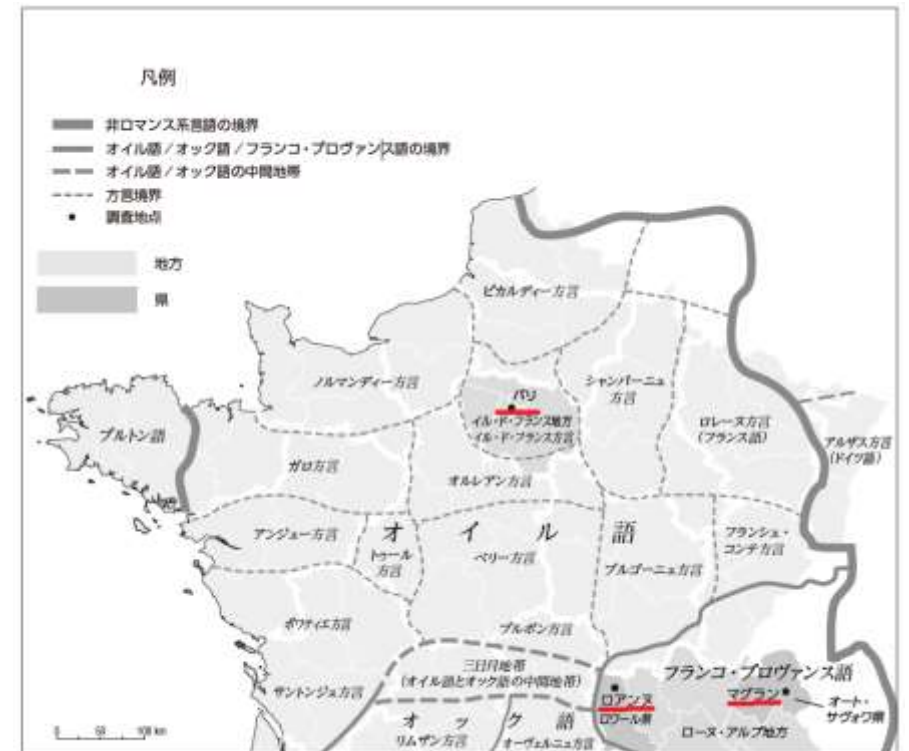 凡例
非ロマンス系言語の境界
オイル語/オック語/フランコ・プロヴァンス語の境界
オイル語/オック語の中間地帯
方言境界
調査地点
地方
県
ピカルディー方言
ノルマンディー方言
シャンパーニュ
方言
パリ
イル・ド・フランス地方
イル・ド・フランス方言
ロレーヌ方言
(フランス語)
アルザス方言
(ドイツ語)
ブルトン語
ガロ方言
オルレアン方言
アンジュー方言
オイル語
トゥール
方言
ベリー方言
ブルゴーニュ方言
フランシュ・
コンテ方言
ポワティエ方言
ブルボン方言
三日月地帯
(オイル語とオック語の中間地帯)
サントンジュ方言
フランコ・プロヴァンス語
ロアンヌ
ロワール県
マグラン
オート・
サヴォワ県
ローヌ・アルプ地方
オック語
リムザン方言
オーヴェルニュ方言
0 50 100 km